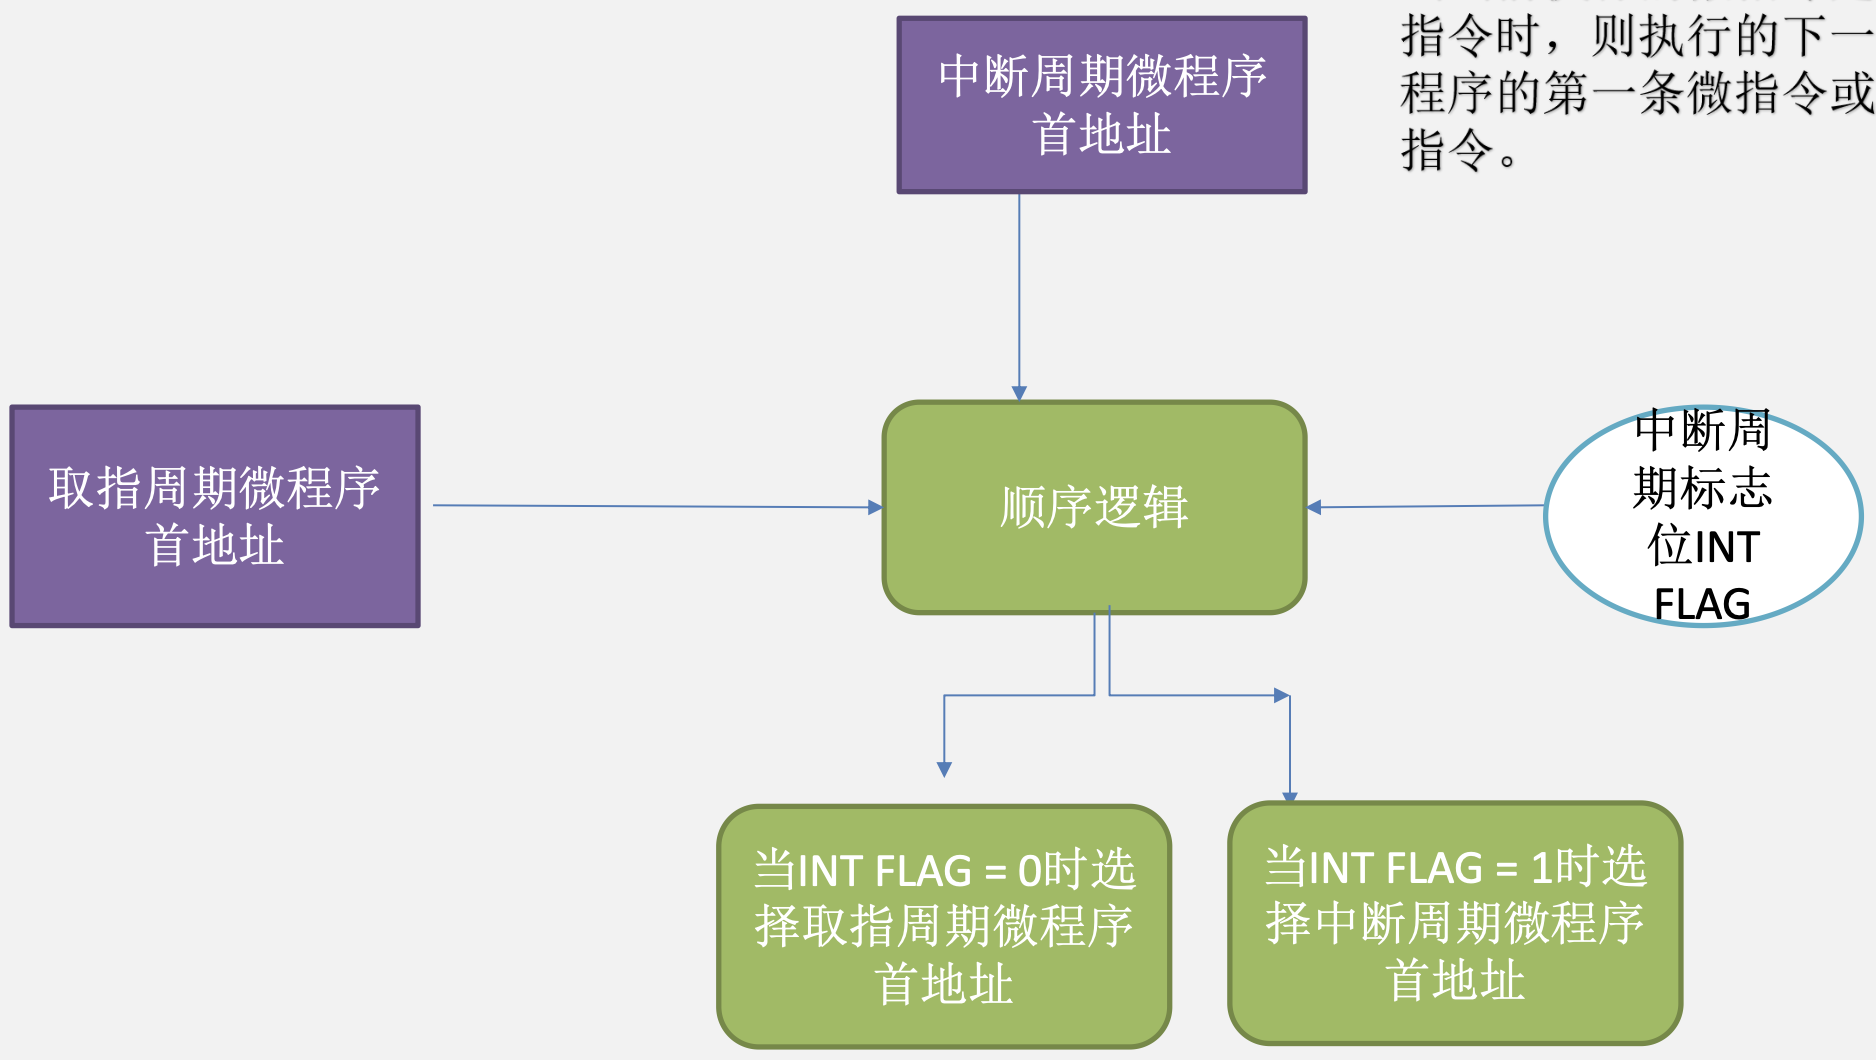 指令时，则执行的下一
程序的第一条微指令或
指令。
中断周期微程序
首地址
取指周期微程序
首地址
顺序逻辑
中断周
期标志
位INT
FLAG
当INT FLAG = 0时选
择取指周期微程序
首地址
当INT FLAG = 1时选
择中断周期微程序
首地址